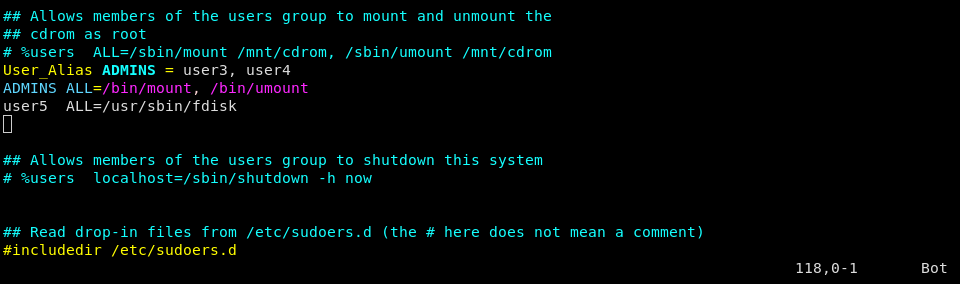 ## Allows members of the users group to mount and unmount the
## cdrom as root
# %users  ALL=/sbin/mount /mnt/cdrom, /sbin/umount /mnt/cdrom
User_Alias ADMINS = user3, user4
ADMINS ALL=/bin/mount, /bin/umount
user5  ALL=/usr/sbin/fdisk
## Allows members of the users group to shutdown this system
# %users  localhost=/sbin/shutdown -h now
## Read drop-in files from /etc/sudoers.d (the # here does not mean a comment)
#includedir /etc/sudoers.d
118,0-1       Bot